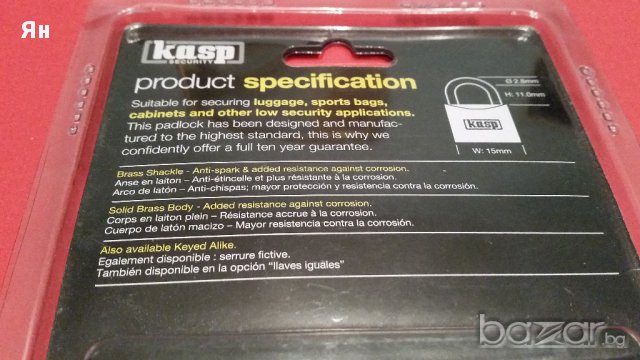 Ян
kasp
SECURITY
product specification
Suitable for securing luggage, sports bags,
cabinets and other low security applications.
This padlock has been designed and manufac-
tured to the highest standard, this is why we
confidently offer a full ten year guarantee.
Ø 2.8mm
H: 11.0mm
kasp
W: 15mm
Brass Shackle - Anti-spark & added resistance against corrosion.
Anse en laiton - Anti-étincelle et plus résistante à la corrosion.
Arco de latón - Anti-chispas; mayor protección y resistencia contra la corrosión.
Solid Brass Body - Added resistance against corrosion.
Corps en laiton plein - Résistance accrue à la corrosion.
Cuerpo de latón macizo - Mayor resistencia contra la corrosión.
Also available Keyed Alike.
Egalement disponible : serrure fictive.
También disponible en la opción "llaves iguales"
bazar.bg